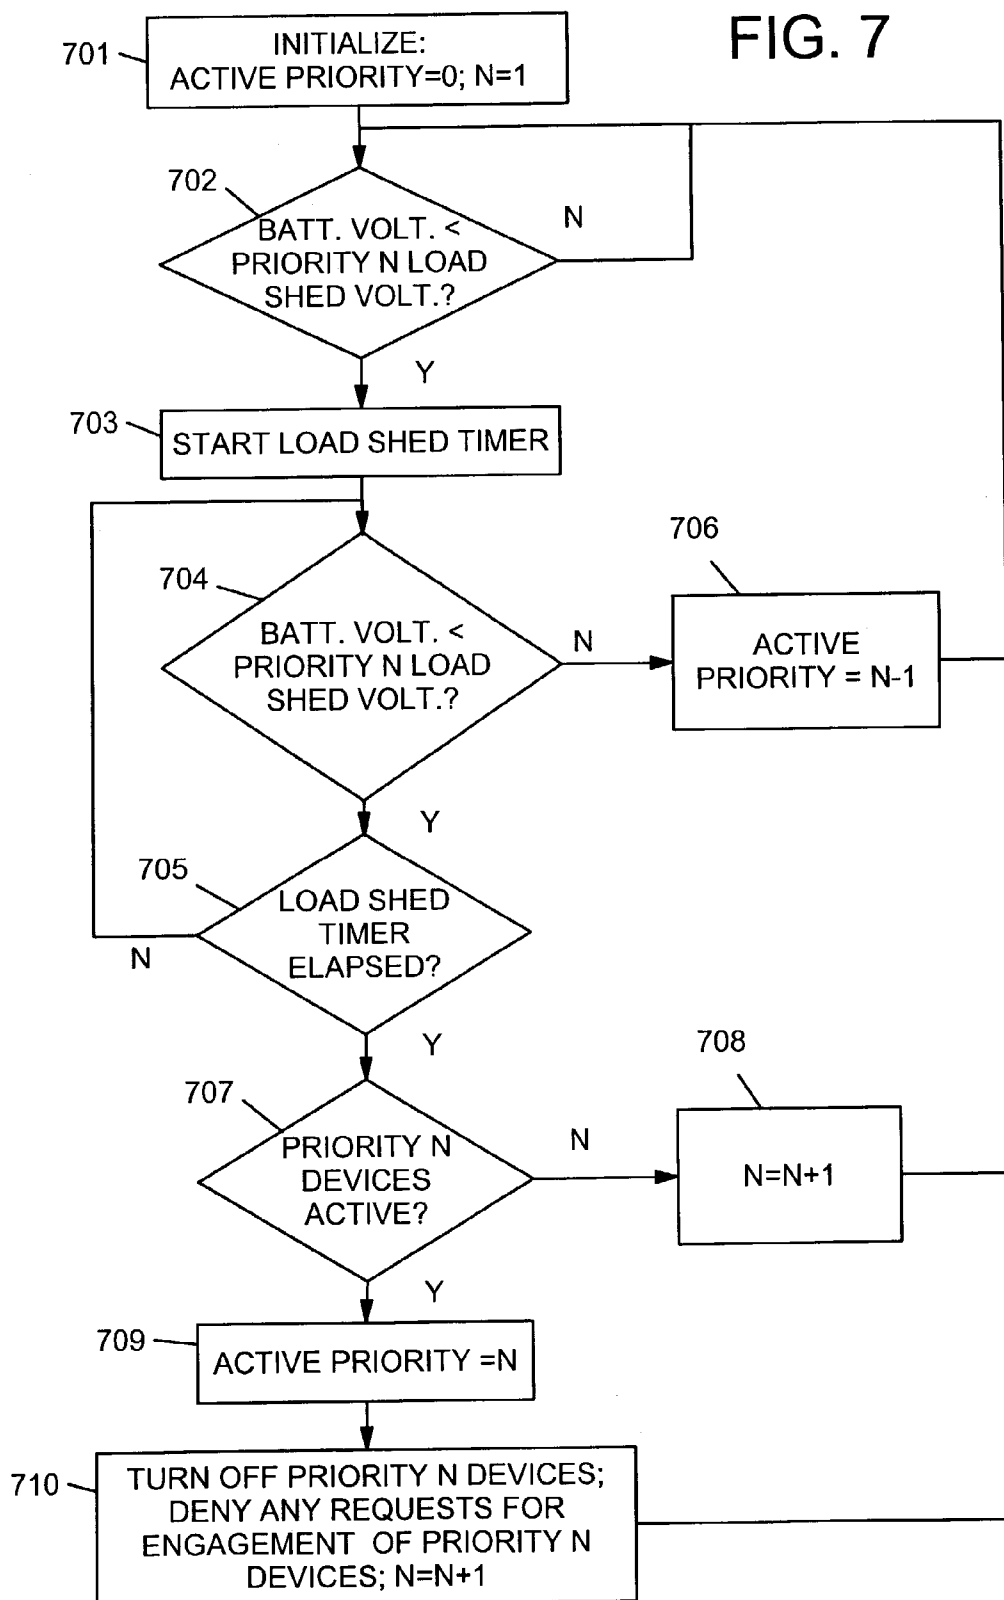 FIG. 7
701
INITIALIZE:
ACTIVE PRIORITY=0; N=1
702
BATT. VOLT. <
PRIORITY N LOAD
SHED VOLT.?
N
Y
703
START LOAD SHED TIMER
704
BATT. VOLT. <
PRIORITY N LOAD
SHED VOLT.?
N
706
ACTIVE
PRIORITY = N-1
Y
705
LOAD SHED
TIMER
ELAPSED?
N
Y
707
PRIORITY N
DEVICES
ACTIVE?
N
708
N=N+1
Y
709
ACTIVE PRIORITY =N
710
TURN OFF PRIORITY N DEVICES;
DENY ANY REQUESTS FOR
ENGAGEMENT OF PRIORITY N
DEVICES; N=N+1